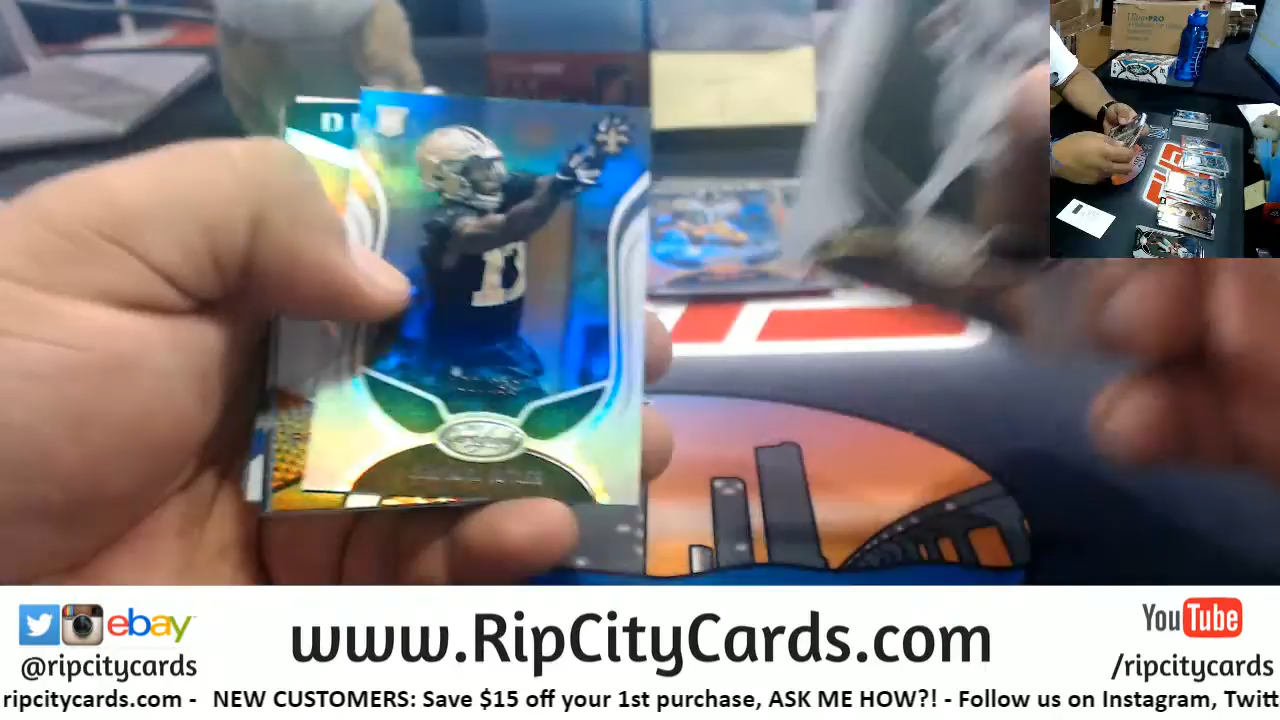 D
13
www.RipCityCards.com
ebay
@ripcitycards
YouTube
/ripcitycards
ripcitycards.com - NEW CUSTOMERS: Save $15 off your 1st purchase, ASK ME HOW?! - Follow us on Instagram, Twitt